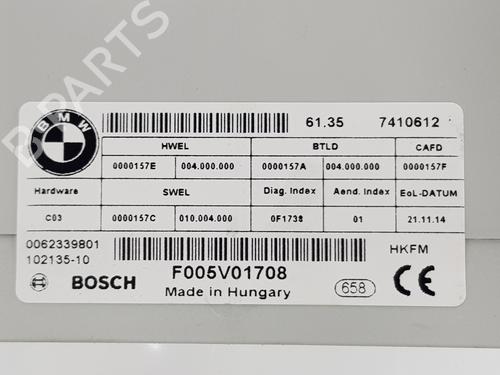 B PARTS
BMW
61.35 7410612
HWEL BTLD CAFD
0000157E 004.000.000 0000157A 004.000.000 0000157F
Hardware SWEL Diag. Index Aend. Index EoL-DATUM
C03 0000157C 010.004.000 0F1738 01 21.11.14
0062339801
102135-10
HKFM
BOSCH
F005V01708
Made in Hungary
658
CE